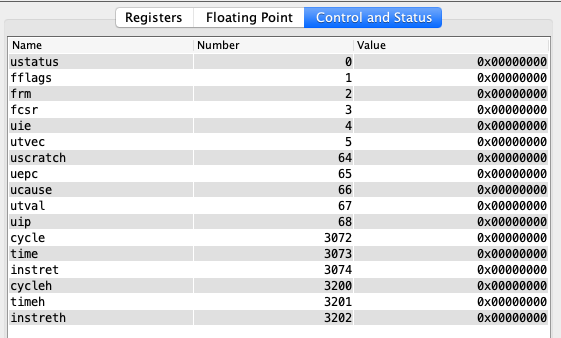 Registers Floating Point Control and Status
Name Number Value
ustatus 0 0x00000000
fflags 1 0x00000000
frm 2 0x00000000
fcsr 3 0x00000000
uie 4 0x00000000
utvec 5 0x00000000
uscratch 64 0x00000000
uepc 65 0x00000000
ucause 66 0x00000000
utval 67 0x00000000
uip 68 0x00000000
cycle 3072 0x00000000
time 3073 0x00000000
instret 3074 0x00000000
cycleh 3200 0x00000000
timeh 3201 0x00000000
instreth 3202 0x00000000